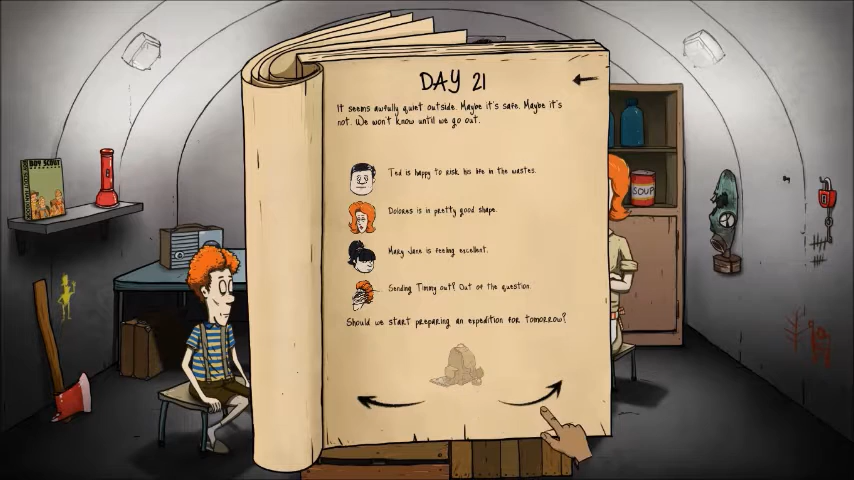 DAY 21
It seems awfully quiet outside. Maybe it's safe. Maybe it's
not. We won't know until we go out.
Ted is happy to risk his life in the wastes.
Dolores is in pretty good shape.
Mary Jane is feeling excellent.
Sending Timmy out? Out of the question.
Should we start preparing an expedition for tomorrow?
BOY SCOUT
SOUP